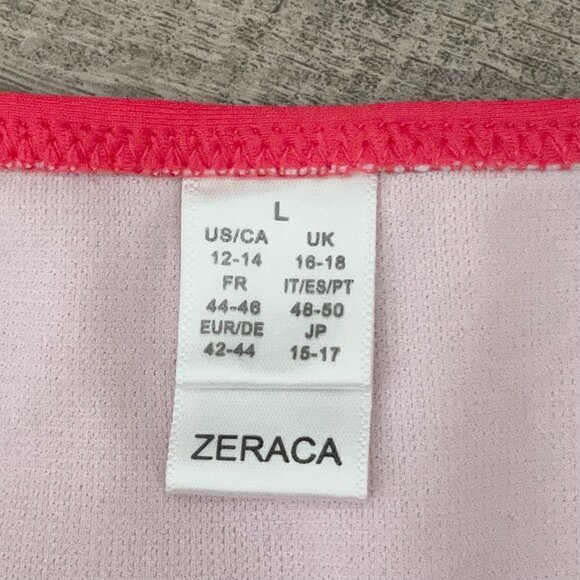 L
US/CA UK
12-14 16-18
FR IT/ES/PT
44-46 48-50
EUR/DE JP
42-44 15-17
ZERACA